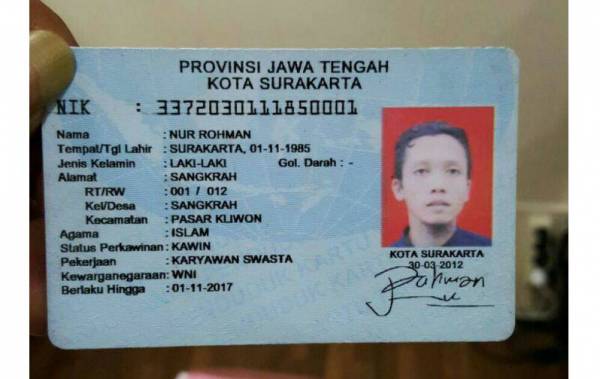 PROVINSI JAWA TENGAH
KOTA SURAKARTA
NIK : 3372030111850001
Nama : NUR ROHMAN
Tempat/Tgl Lahir : SURAKARTA, 01-11-1985
Jenis Kelamin : LAKI-LAKI Gol. Darah : -
Alamat : SANGKRAH
RT/RW : 001 / 012
Kel/Desa : SANGKRAH
Kecamatan : PASAR KLIWON
Agama : ISLAM
Status Perkawinan: KAWIN
Pekerjaan : KARYAWAN SWASTA
Kewarganegaraan: WNI
Berlaku Hingga : 01-11-2017
KOTA SURAKARTA
30-03-2012
Rahman